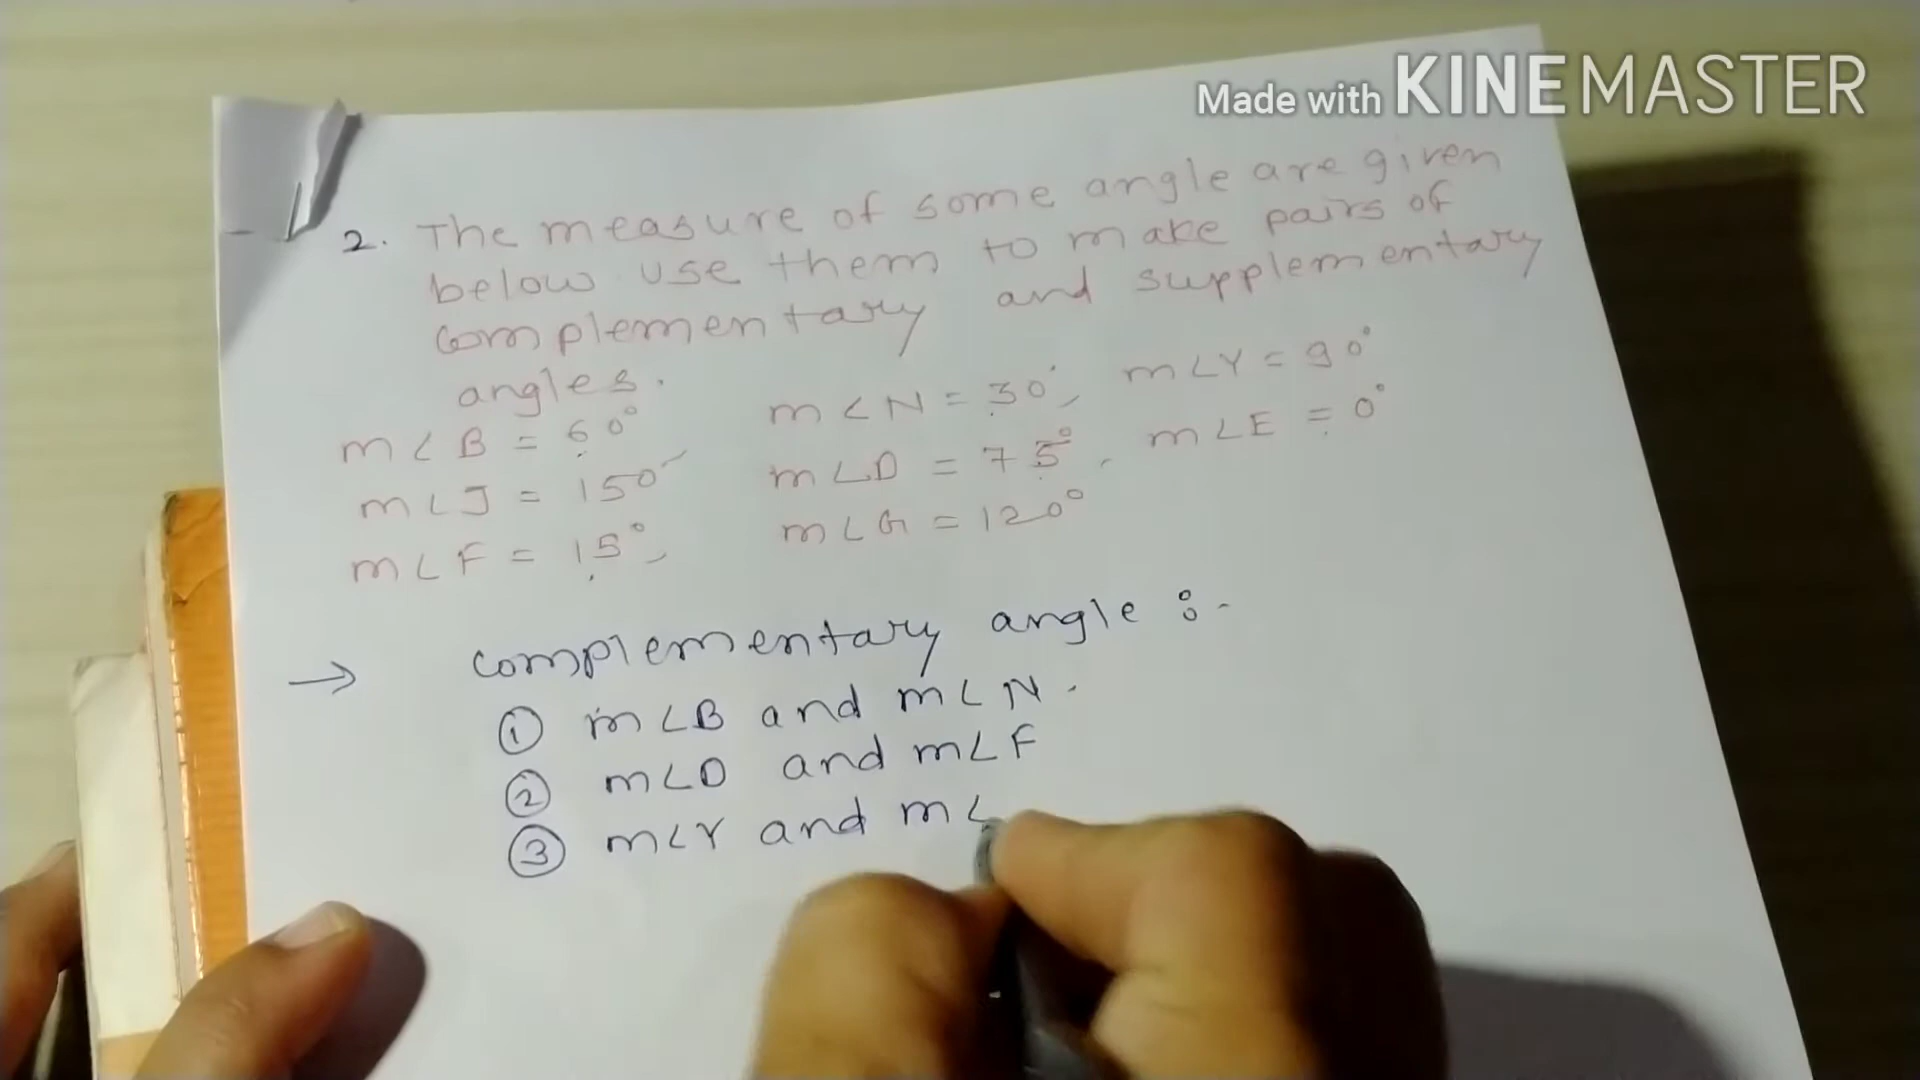 Made with KINEMASTER
2. The measure of some angle are given
below use them to make pairs of
complementary and supplementary
angles.
m∠B = 60° m∠N = 30°, m∠Y = 90°
m∠J = 150° m∠D = 75°, m∠E = 0°
m∠F = 15°, m∠G = 120°
→ complementary angle :-
① m∠B and m∠N.
② m∠D and m∠F
③ m∠Y and m∠